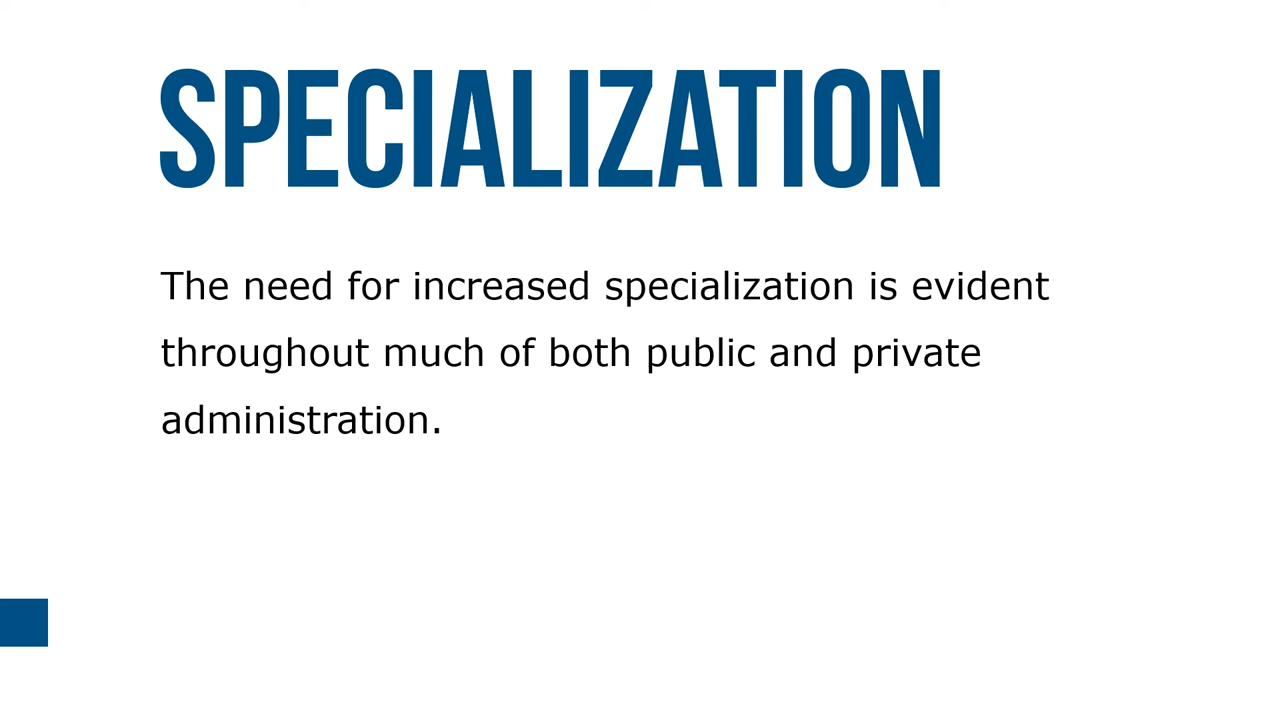 SPECIALIZATION
The need for increased specialization is evident
throughout much of both public and private
administration.